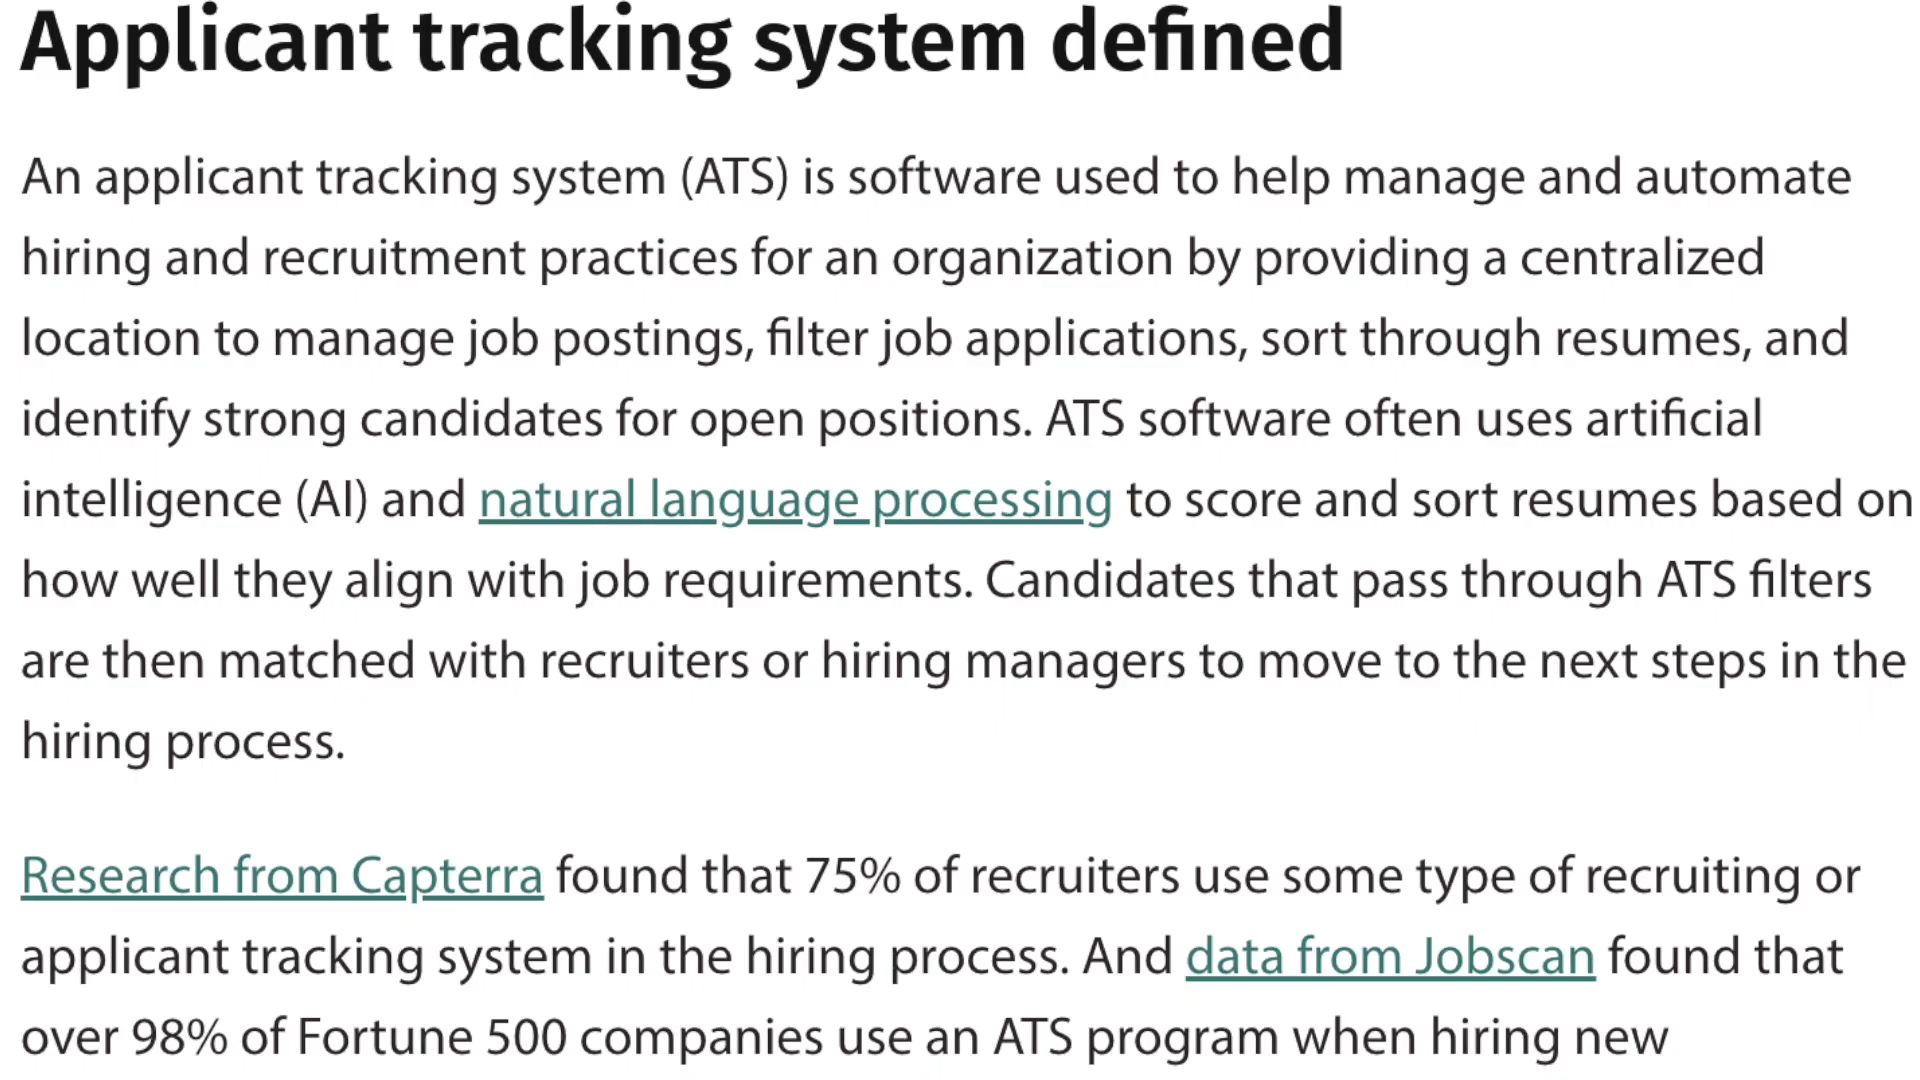 Applicant tracking system defined
An applicant tracking system (ATS) is software used to help manage and automate
hiring and recruitment practices for an organization by providing a centralized
location to manage job postings, filter job applications, sort through resumes, and
identify strong candidates for open positions. ATS software often uses artificial
intelligence (AI) and natural language processing to score and sort resumes based on
how well they align with job requirements. Candidates that pass through ATS filters
are then matched with recruiters or hiring managers to move to the next steps in the
hiring process.
Research from Capterra found that 75% of recruiters use some type of recruiting or
applicant tracking system in the hiring process. And data from Jobscan found that
over 98% of Fortune 500 companies use an ATS program when hiring new